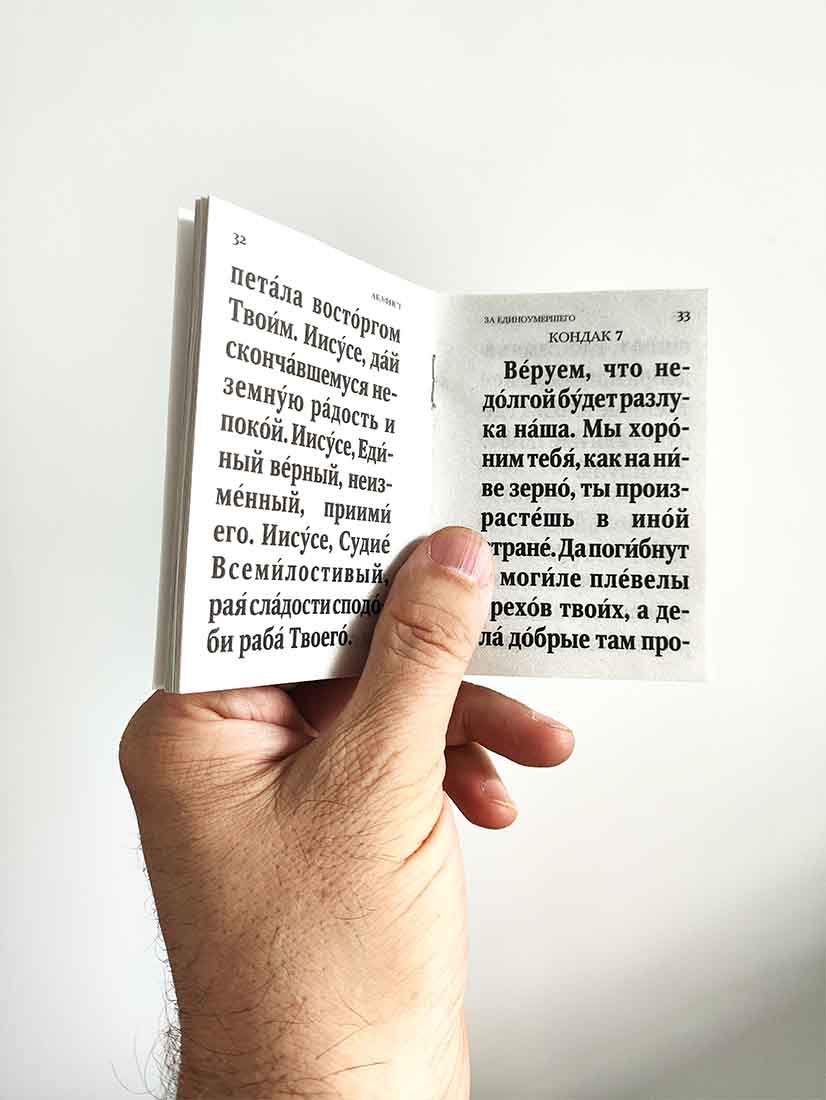 32
АКАФИСТ
пета́ла восто́ргом
Твои́м. Иису́се, да́й
сконча́вшемуся не-
земну́ю ра́дость и
поко́й. Иису́се, Еди́-
ный ве́рный, неиз-
ме́нный, приими́
его. Иису́се, Судие́
Всеми́лостивый,
рая́ сла́дости сподо́-
би раба́ Твоего́.
ЗА ЕДИНОУМЕРШЕГО 33
КОНДАК 7
Ве́руем, что не-
до́лгой бу́дет разлу-
ка на́ша. Мы хоро́-
ним тебя́, как на ни́-
ве зерно́, ты произ-
расте́шь в ино́й
стране́. Да поги́бнут
моги́ле пле́велы
рехо́в твои́х, а де-
ла́ до́брые там про-